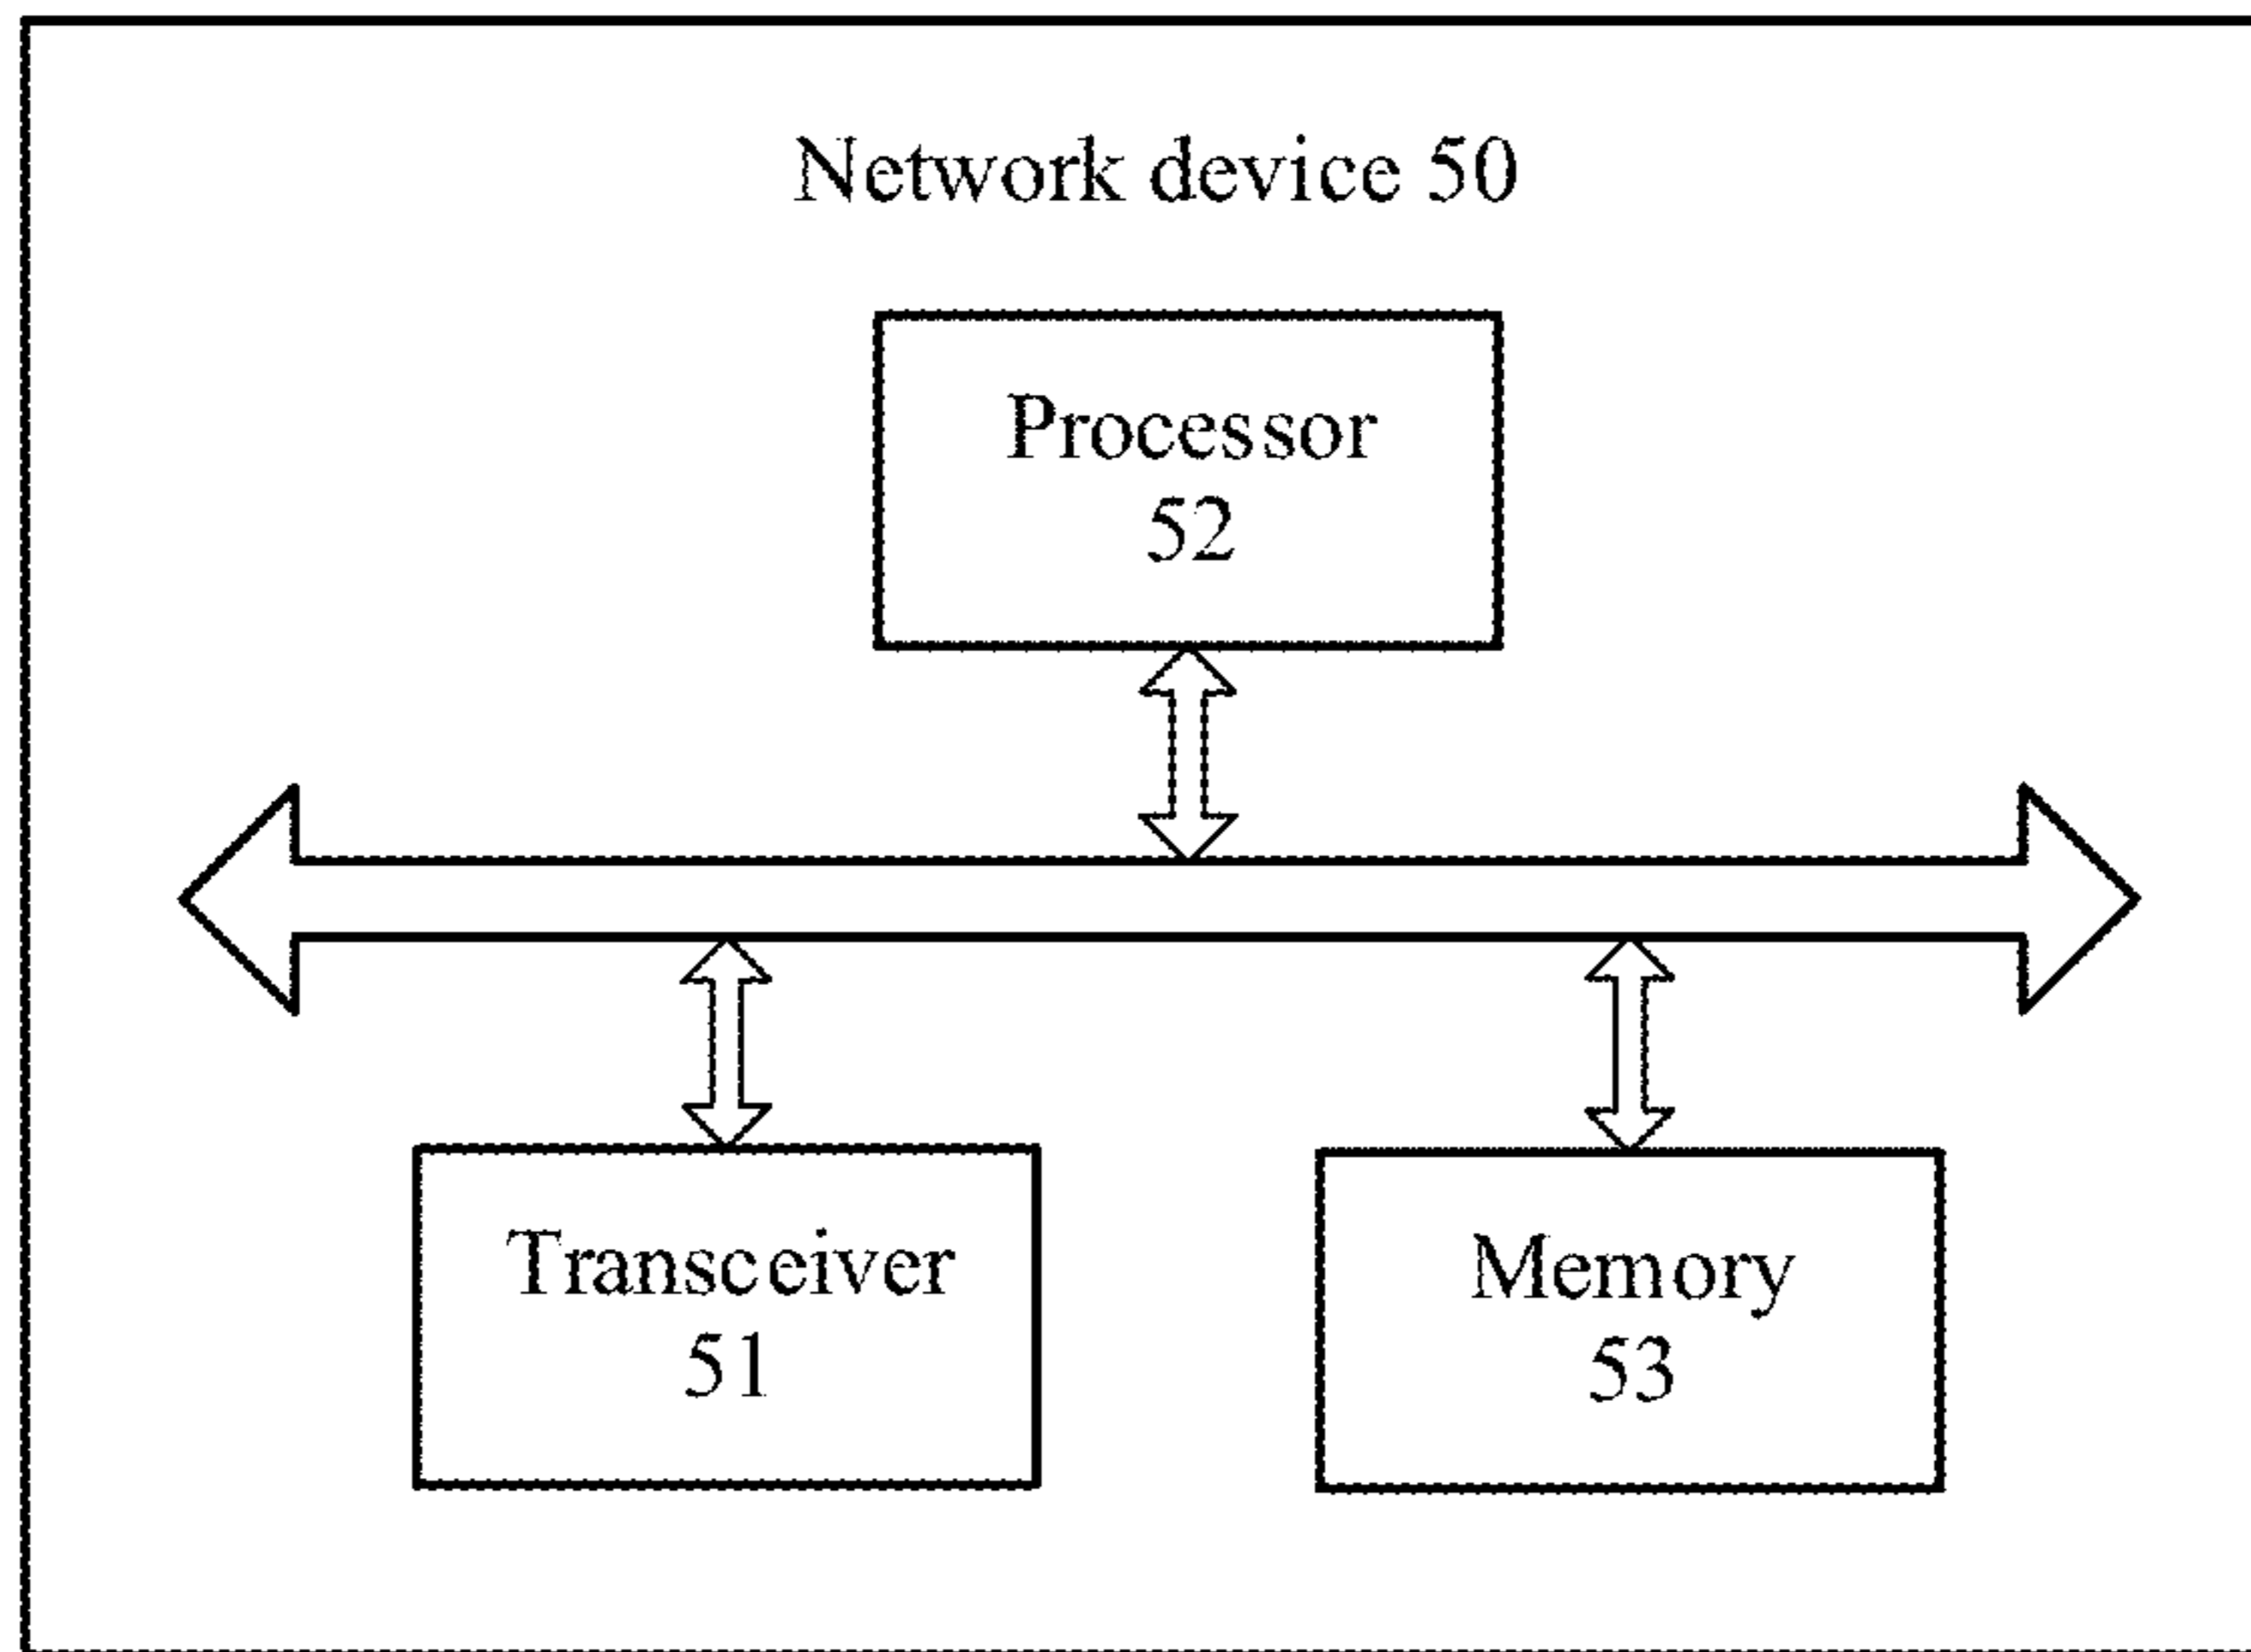 Network device 50
Processor
52
Transceiver
51
Memory
53